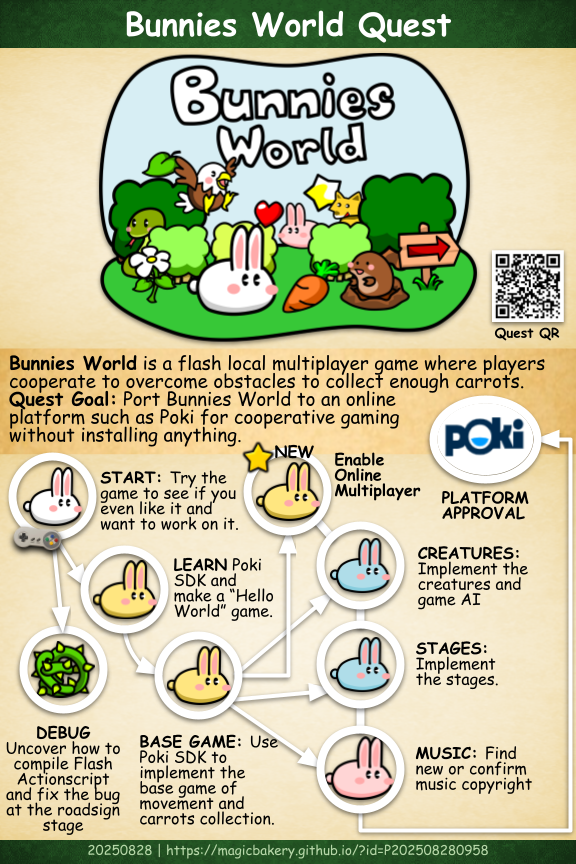 Bunnies World Quest
Bunnies
World
Quest QR
Bunnies World is a flash local multiplayer game where players
cooperate to overcome obstacles to collect enough carrots.
Quest Goal: Port Bunnies World to an online
platform such as Poki for cooperative gaming
without installing anything.
POKi
PLATFORM
APPROVAL
NEW
Enable
Online
Multiplayer
START: Try the
game to see if you
even like it and
want to work on it.
LEARN Poki
SDK and
make a “Hello
World” game.
CREATURES:
Implement the
creatures and
game AI
STAGES:
Implement
the stages.
DEBUG
Uncover how to
compile Flash
Actionscript
and fix the bug
at the roadsign
stage
BASE GAME: Use
Poki SDK to
implement the
base game of
movement and
carrots collection.
MUSIC: Find
new or confirm
music copyright
20250828 | https://magicbakery.github.io/?id=P202508280958